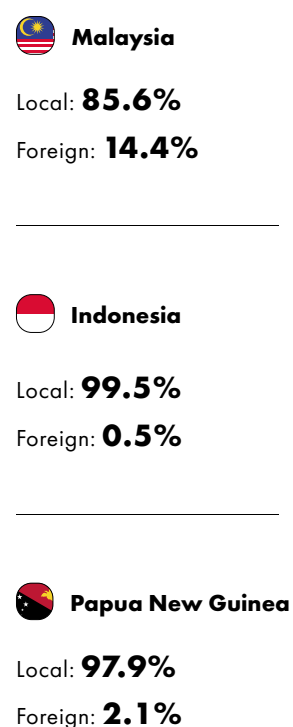 Malaysia
Local: 85.6%
Foreign: 14.4%
Indonesia
Local: 99.5%
Foreign: 0.5%
Papua New Guinea
Local: 97.9%
Foreign: 2.1%